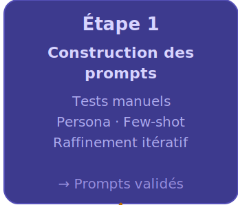 Étape 1
Construction des
prompts
Tests manuels
Persona · Few-shot
Raffinement itératif
→ Prompts validés